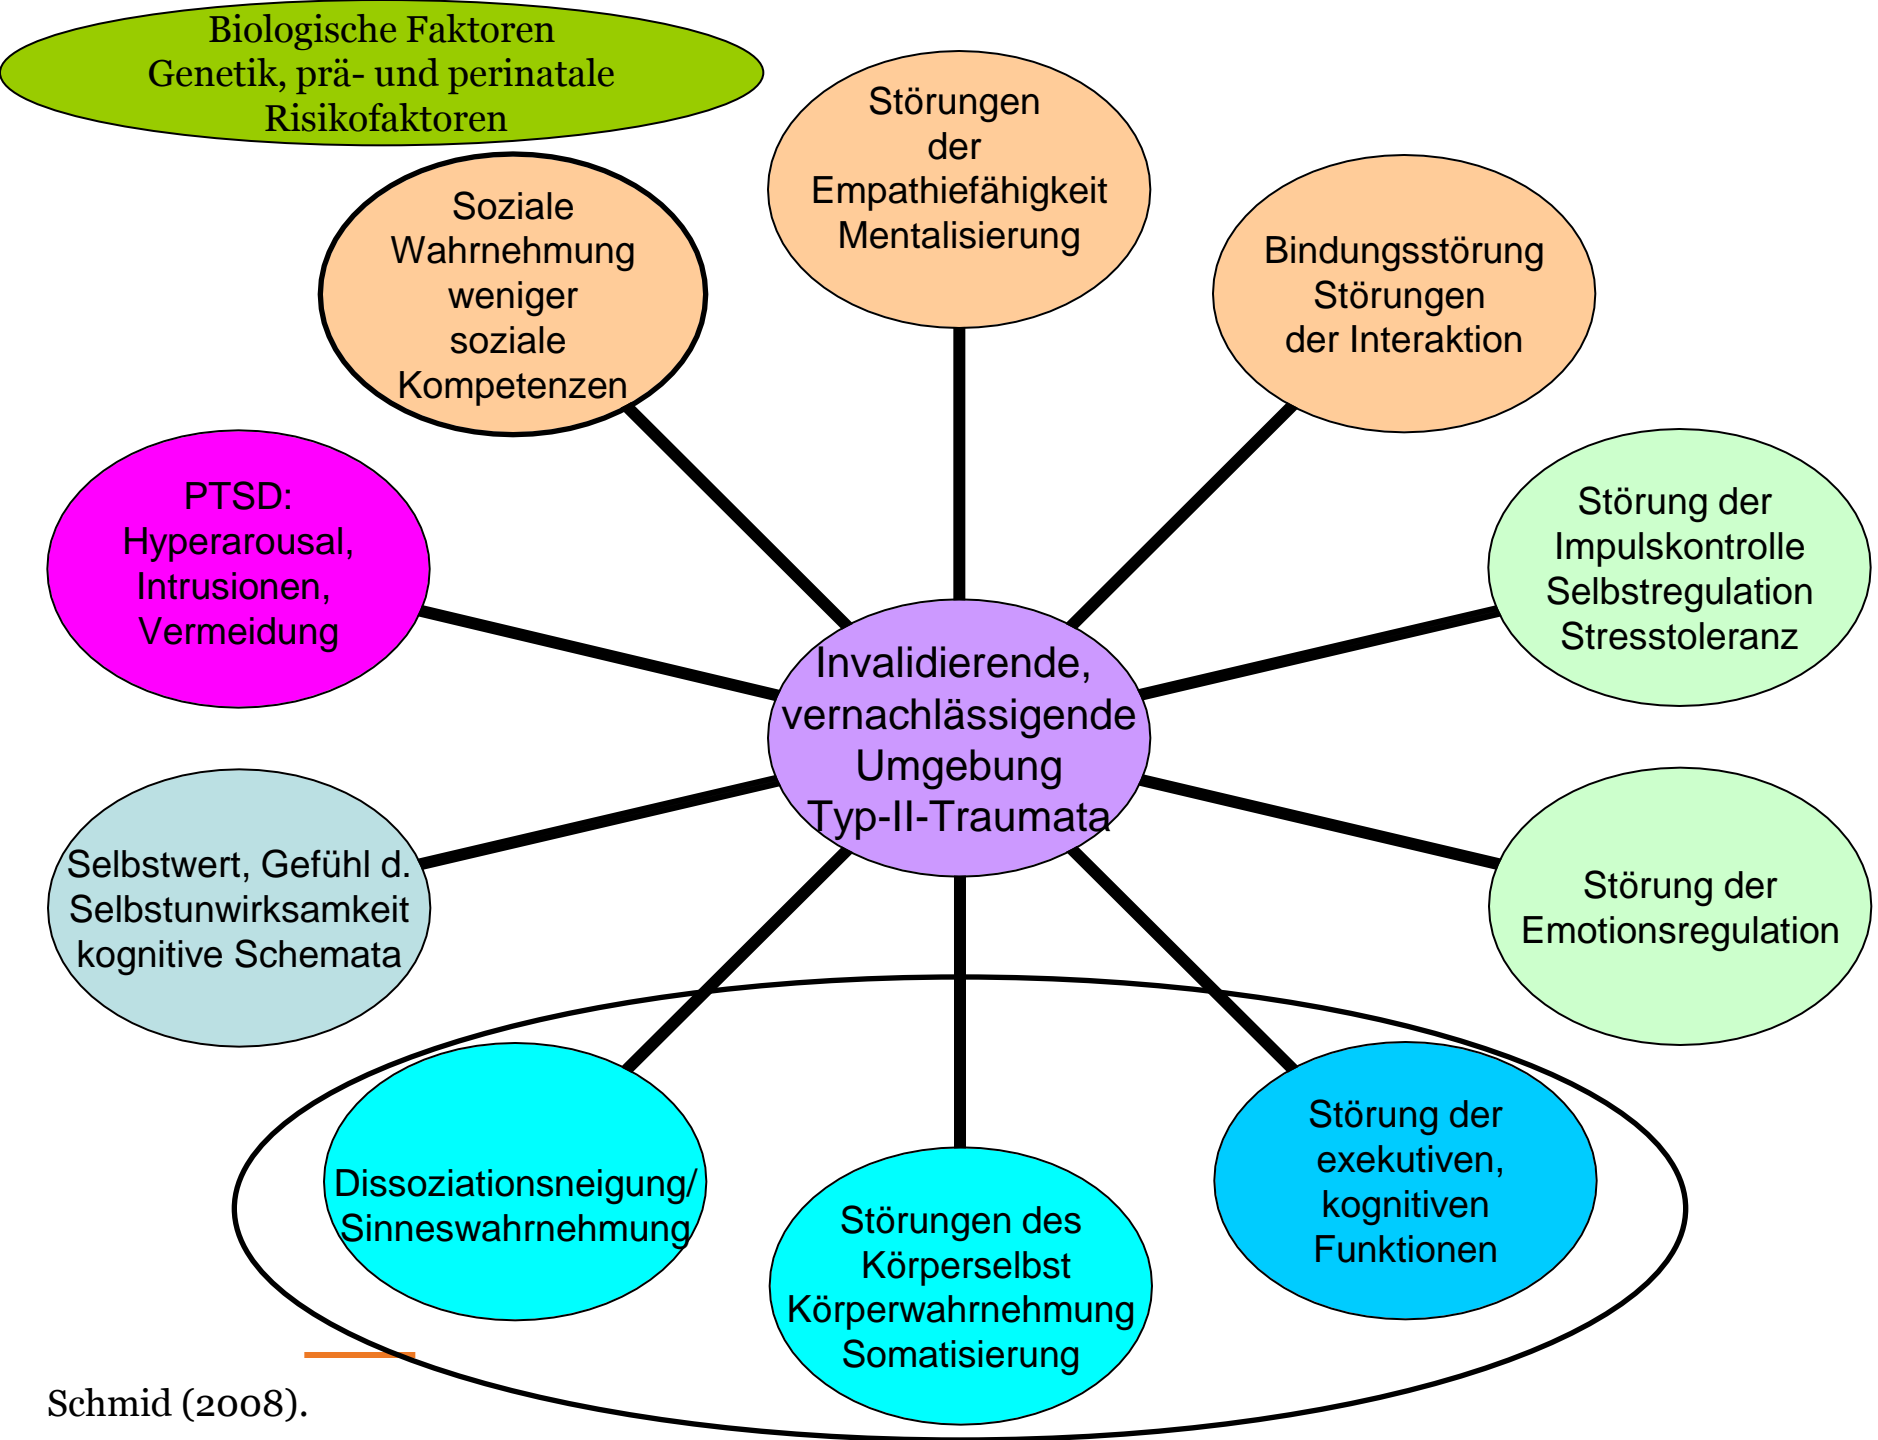 Biologische Faktoren
Genetik, prä- und perinatale
Risikofaktoren
Störungen
der
Empathiefähigkeit
Mentalisierung
Soziale
Wahrnehmung
weniger
soziale
Kompetenzen
Bindungsstörung
Störungen
der Interaktion
PTSD:
Hyperarousal,
Intrusionen,
Vermeidung
Störung der
Impulskontrolle
Selbstregulation
Stresstoleranz
Invalidierende,
vernachlässigende
Umgebung
Typ-II-Traumata
Selbstwert, Gefühl d.
Selbstunwirksamkeit
kognitive Schemata
Störung der
Emotionsregulation
Dissoziationsneigung/
Sinneswahrnehmung
Störungen des
Körperselbst
Körperwahrnehmung
Somatisierung
Störung der
exekutiven,
kognitiven
Funktionen
Schmid (2008).